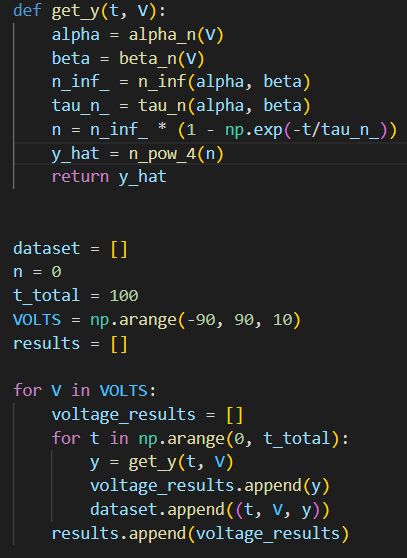 def get_y(t, V):
    alpha = alpha_n(V)
    beta = beta_n(V)
    n_inf_ = n_inf(alpha, beta)
    tau_n_ = tau_n(alpha, beta)
    n = n_inf_ * (1 - np.exp(-t/tau_n_))
    y_hat = n_pow_4(n)
    return y_hat
dataset = []
n = 0
t_total = 100
VOLTS = np.arange(-90, 90, 10)
results = []
for V in VOLTS:
    voltage_results = []
    for t in np.arange(0, t_total):
        y = get_y(t, V)
        voltage_results.append(y)
        dataset.append((t, V, y))
    results.append(voltage_results)